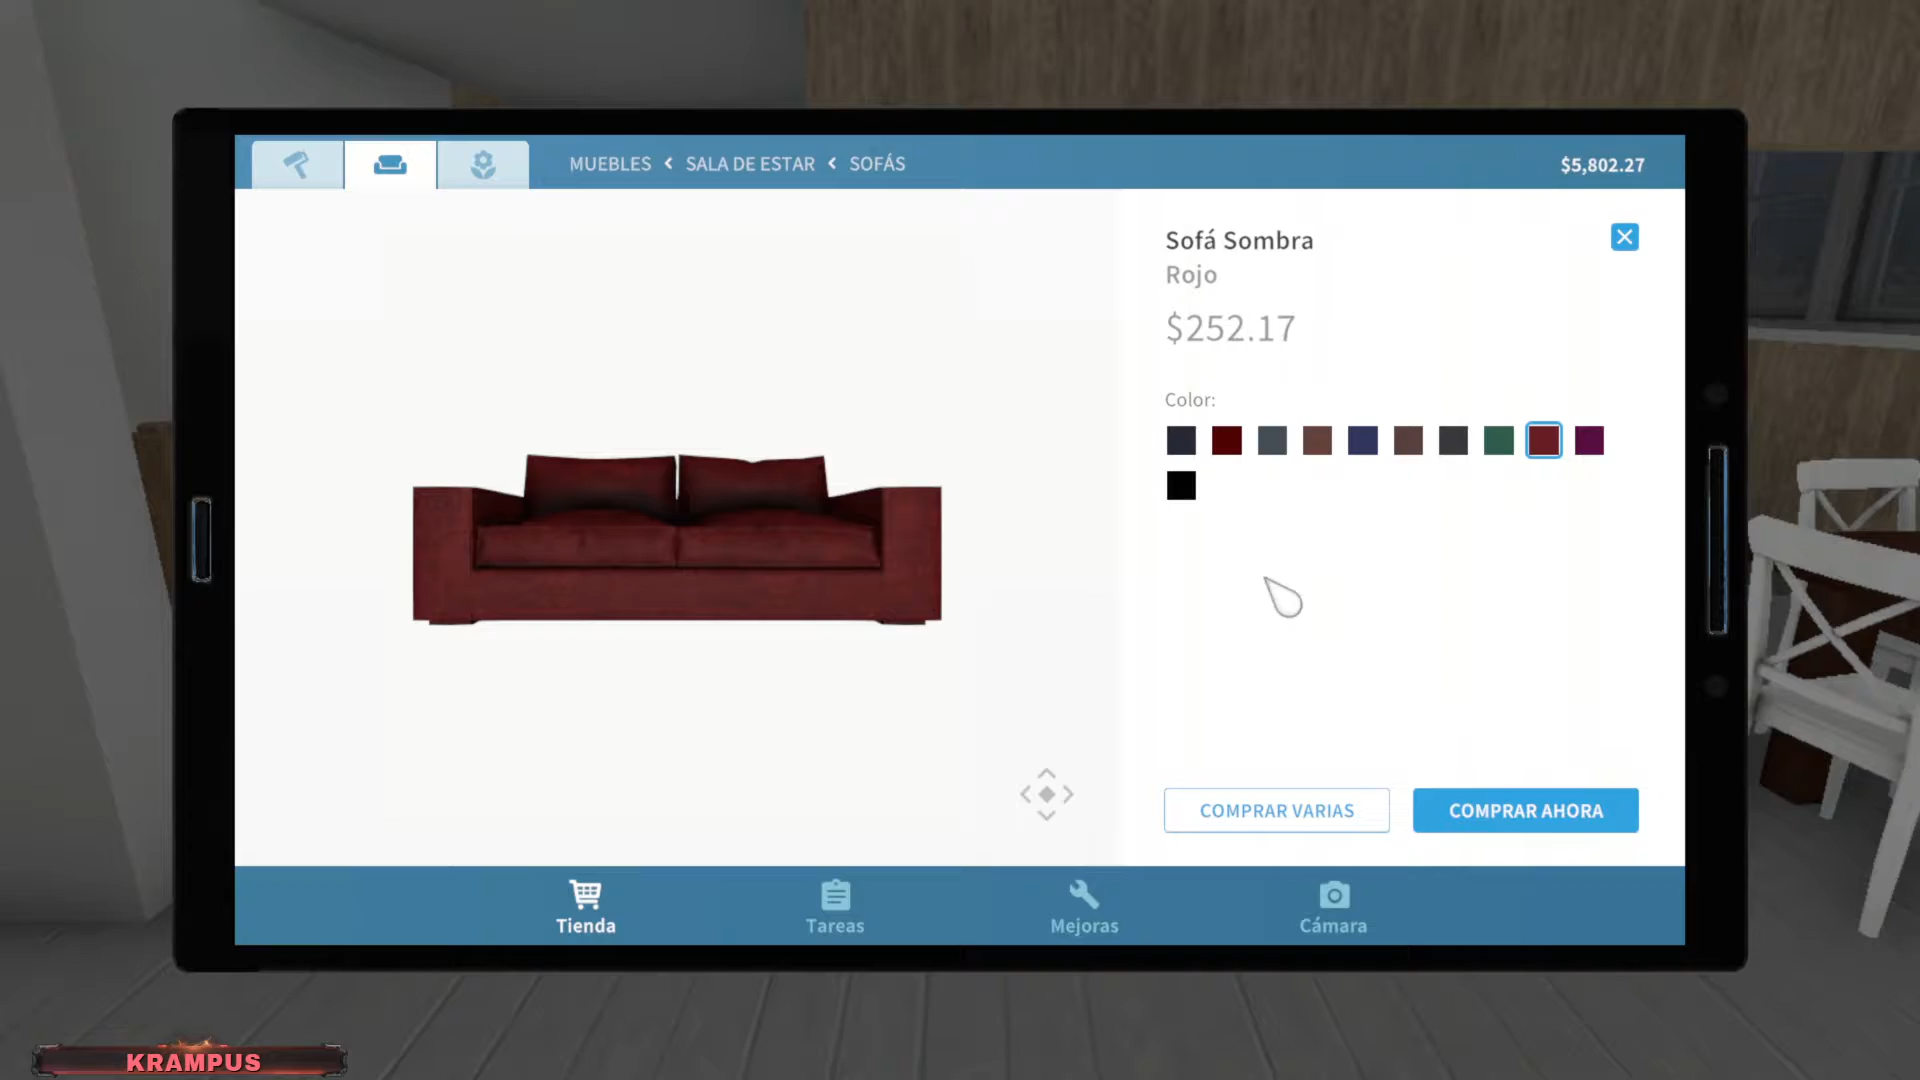 MUEBLES < SALA DE ESTAR < SOFÁS
$5,802.27
Sofá Sombra
Rojo
$252.17
Color:
COMPRAR VARIAS
COMPRAR AHORA
Tienda
Tareas
Mejoras
Cámara
KRAMPUS